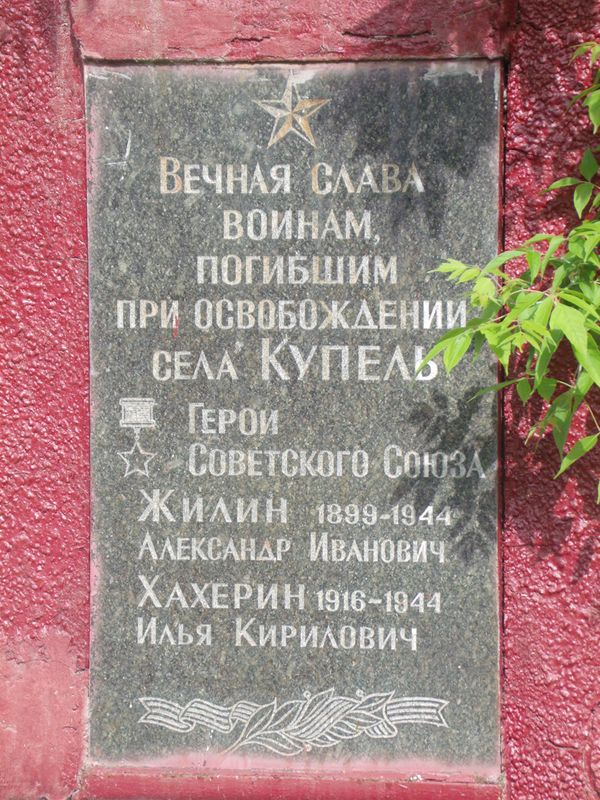 Вечная слава
воинам,
погибшим
при освобождении
села Купель
Герои
Советского Союза
Жилин 1899-1944
Александр Иванович
Хахерин 1916-1944
Илья Кирилович